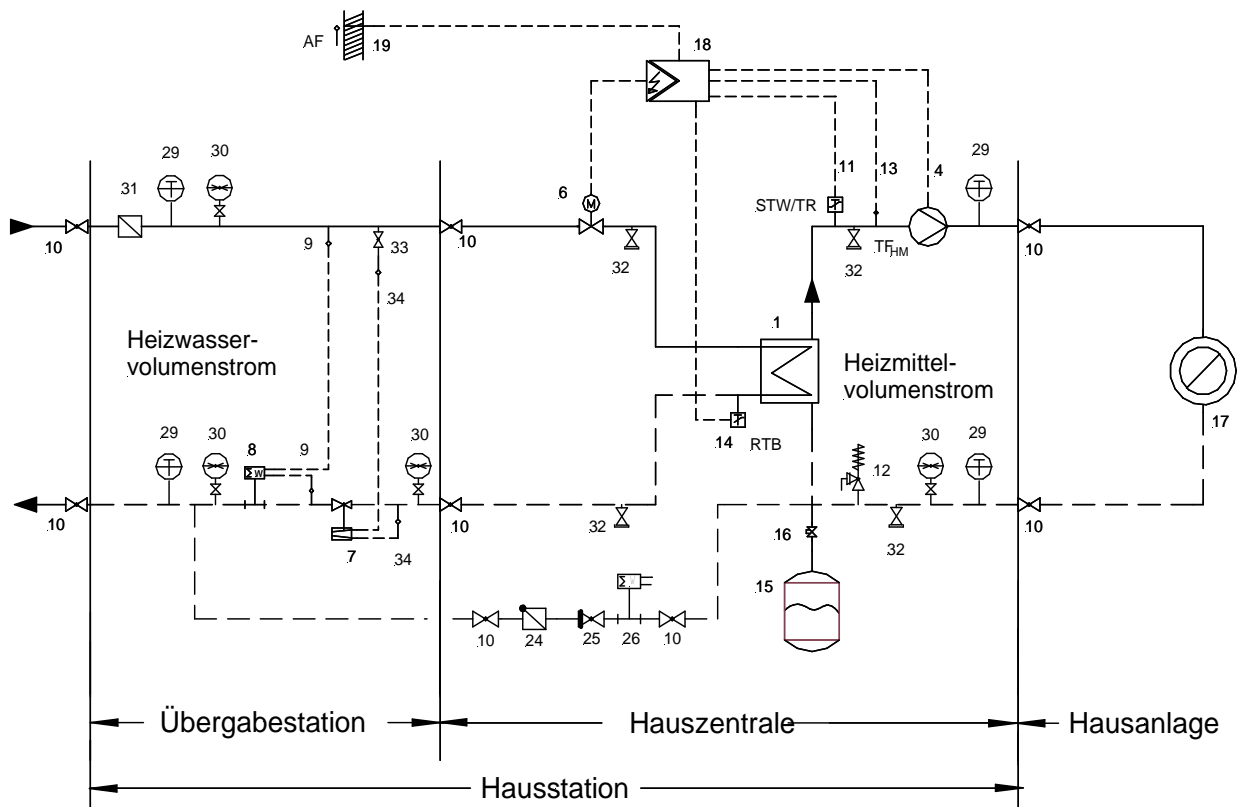 AF
19
18
29
30
31
6
M
11
13
4
29
STW/TR
10
9
33
10
32
32
TF HM
10
34
1
Heizwasser-
volumenstrom
Heizmittel-
volumenstrom
17
29
30
8
9
30
14
RTB
12
30
29
Σ W
10
7
34
10
32
16
32
10
15
Σ W
10
24
25
26
10
Übergabestation
Hauszentrale
Hausanlage
Hausstation